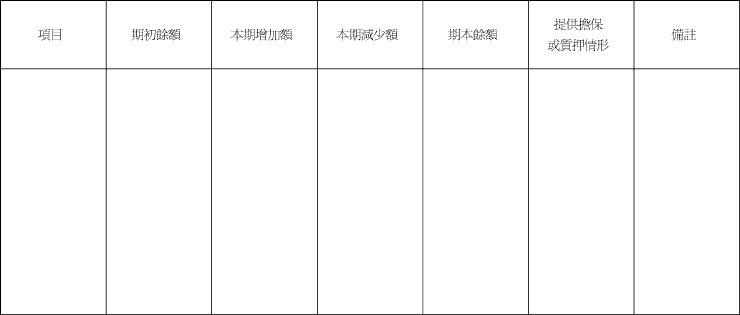 項目
期初餘額
本期增加額
本期減少額
期本餘額
提供擔保
或質押情形
備註